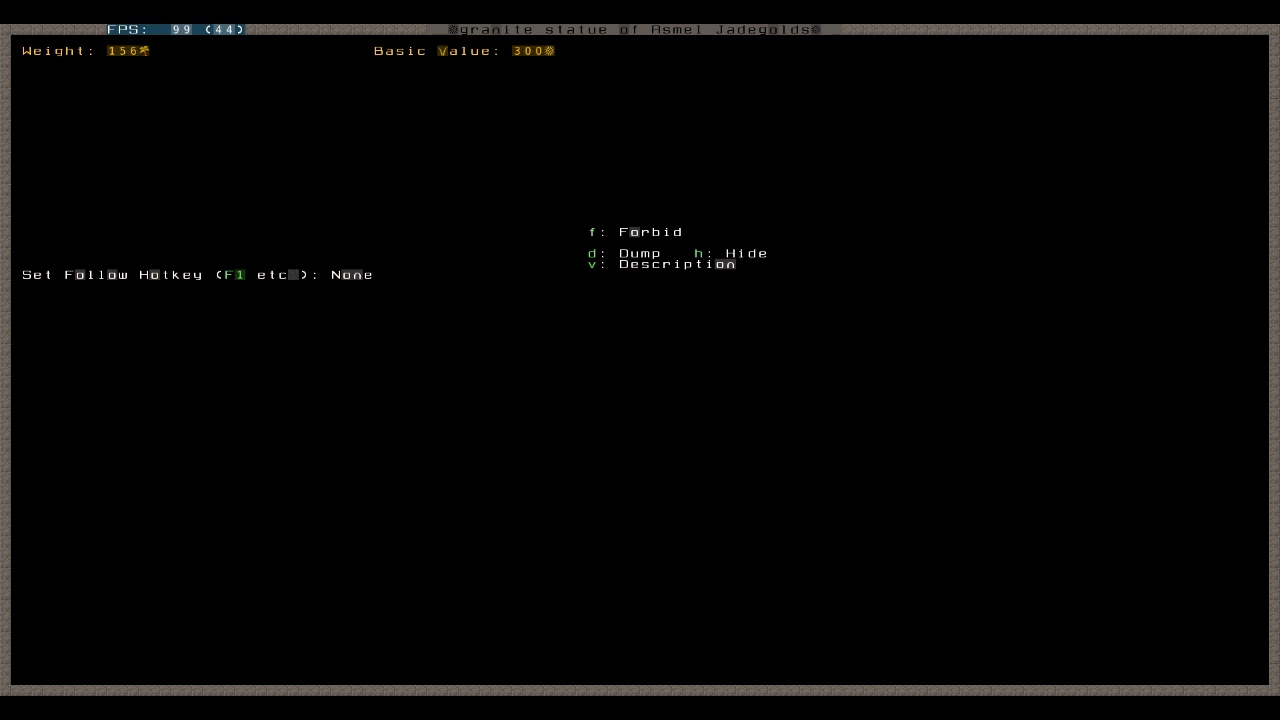 FPS: 99 (44) ☼granite statue of Asmel Jadegolds☼
Weight: 156 Basic Value: 300☼
f: Forbid
d: Dump h: Hide
v: Description
Set Follow Hotkey (F1 etc.): None